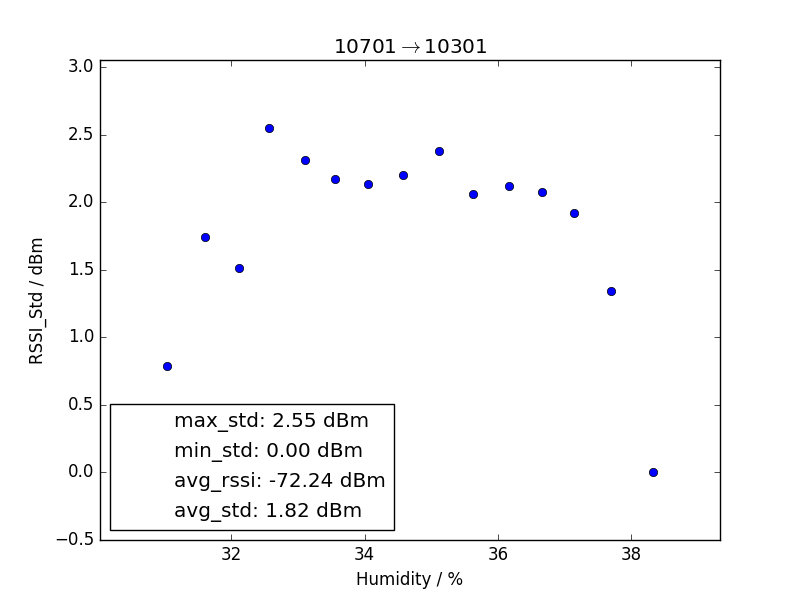 10701→10301
3.0
2.5
2.0
1.5
1.0
0.5
0.0
−0.5
RSSI_Std / dBm
max_std: 2.55 dBm
min_std: 0.00 dBm
avg_rssi: -72.24 dBm
avg_std: 1.82 dBm
32 34 36 38
Humidity / %